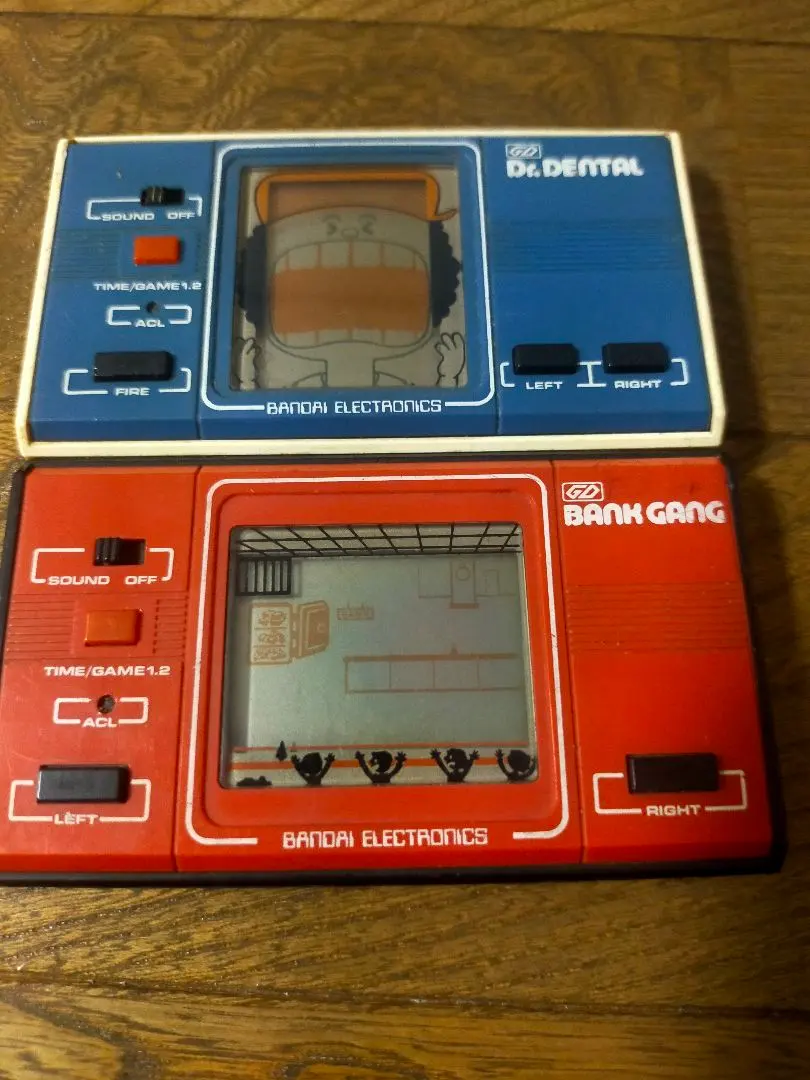 GD
Dr. DENTAL
SOUND OFF
TIME/GAME 1.2
ACL
FIRE
LEFT
RIGHT
BANDAI ELECTRONICS
GD
BANK GANG
SOUND OFF
TIME/GAME 1.2
ACL
LEFT
RIGHT
BANDAI ELECTRONICS